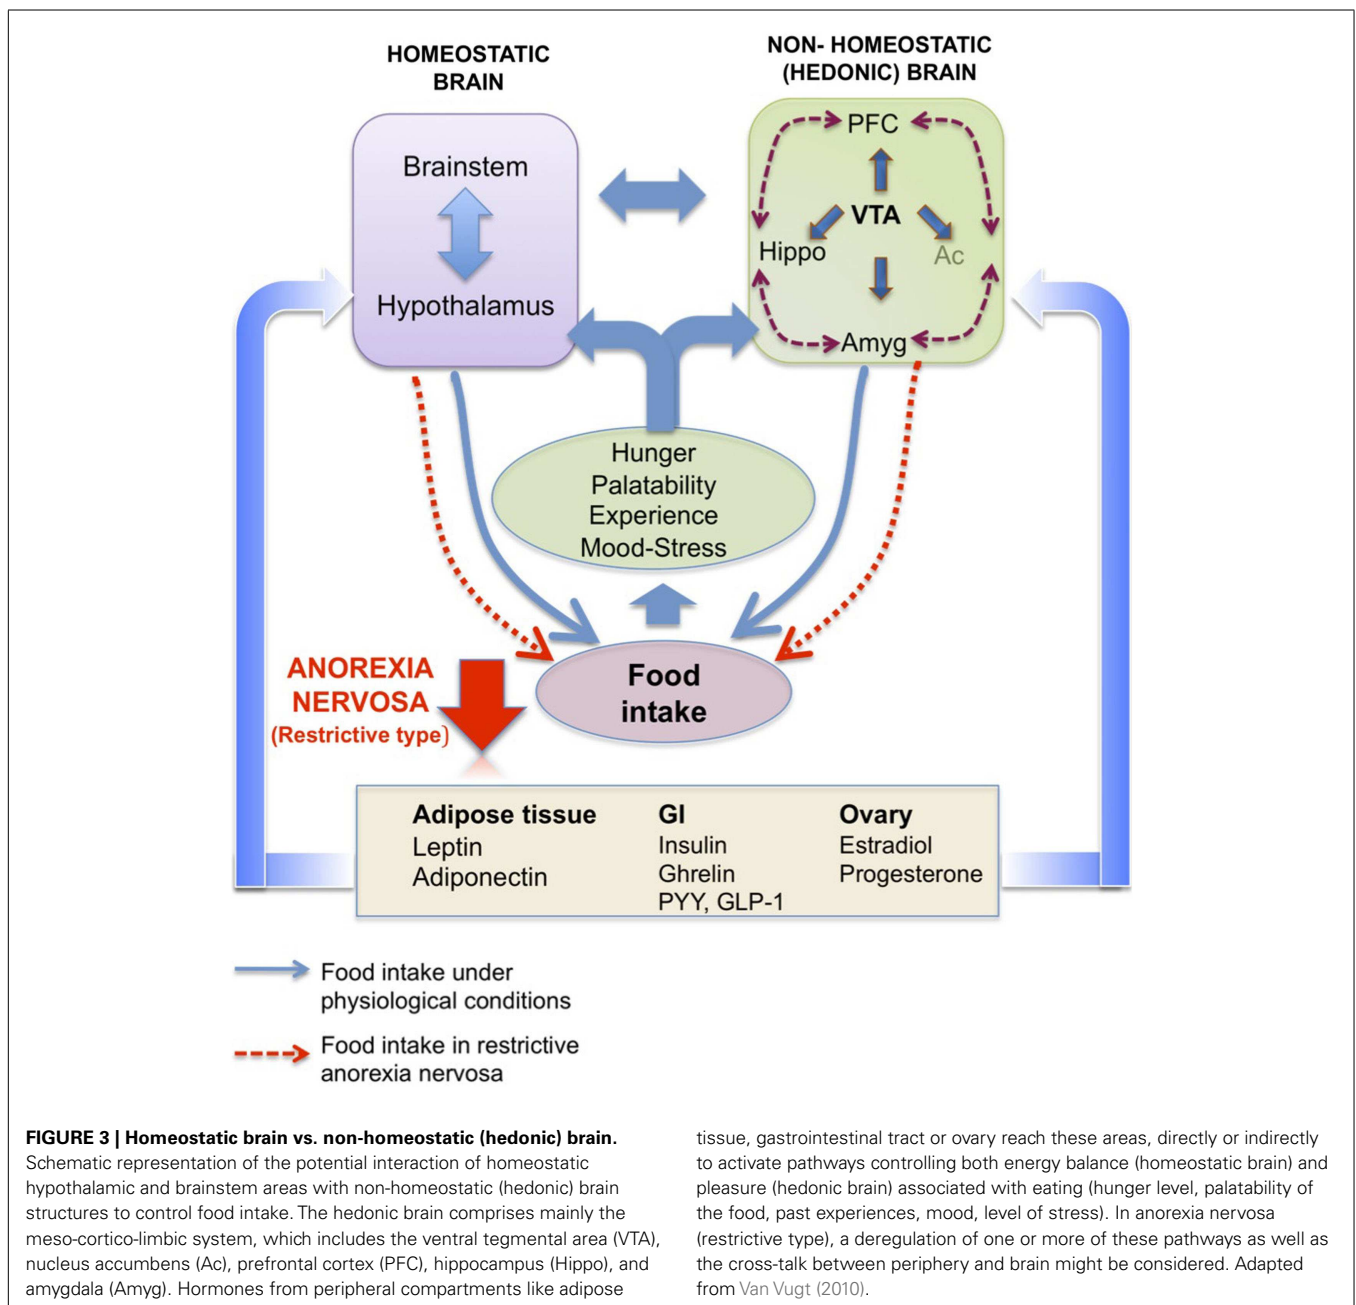 HOMEOSTATIC
BRAIN
NON- HOMEOSTATIC
(HEDONIC) BRAIN
Brainstem
Hypothalamus
PFC
VTA
Hippo
Ac
Amyg
Hunger
Palatability
Experience
Mood-Stress
ANOREXIA
NERVOSA
(Restrictive type)
Food
intake
Adipose tissue
Leptin
Adiponectin
GI
Insulin
Ghrelin
PYY, GLP-1
Ovary
Estradiol
Progesterone
Food intake under
physiological conditions
Food intake in restrictive
anorexia nervosa
FIGURE 3 | Homeostatic brain vs. non-homeostatic (hedonic) brain.
Schematic representation of the potential interaction of homeostatic
hypothalamic and brainstem areas with non-homeostatic (hedonic) brain
structures to control food intake. The hedonic brain comprises mainly the
meso-cortico-limbic system, which includes the ventral tegmental area (VTA),
nucleus accumbens (Ac), prefrontal cortex (PFC), hippocampus (Hippo), and
amygdala (Amyg). Hormones from peripheral compartments like adipose
tissue, gastrointestinal tract or ovary reach these areas, directly or indirectly
to activate pathways controlling both energy balance (homeostatic brain) and
pleasure (hedonic brain) associated with eating (hunger level, palatability of
the food, past experiences, mood, level of stress). In anorexia nervosa
(restrictive type), a deregulation of one or more of these pathways as well as
the cross-talk between periphery and brain might be considered. Adapted
from Van Vugt (2010).